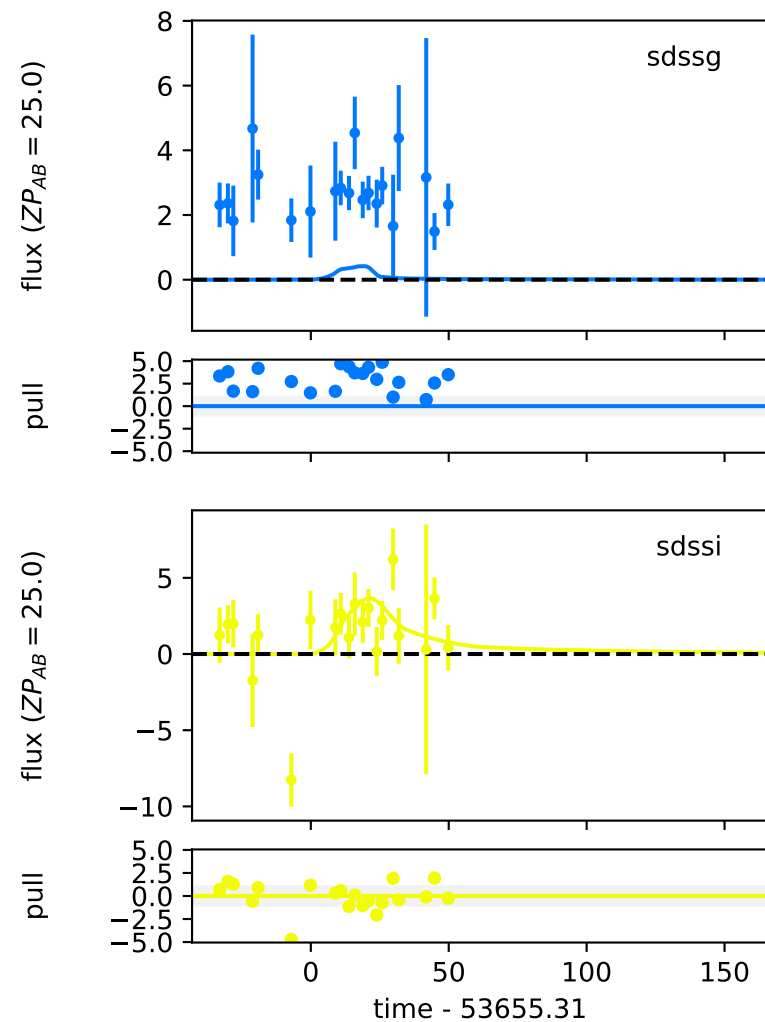 8
6
4
2
0
flux (ZP_AB = 25.0)
sdssg
5.0
2.5
0.0
−2.5
−5.0
pull
5
0
−5
−10
flux (ZP_AB = 25.0)
sdssi
5.0
2.5
0.0
−2.5
−5.0
pull
0 50 100 150
time - 53655.31